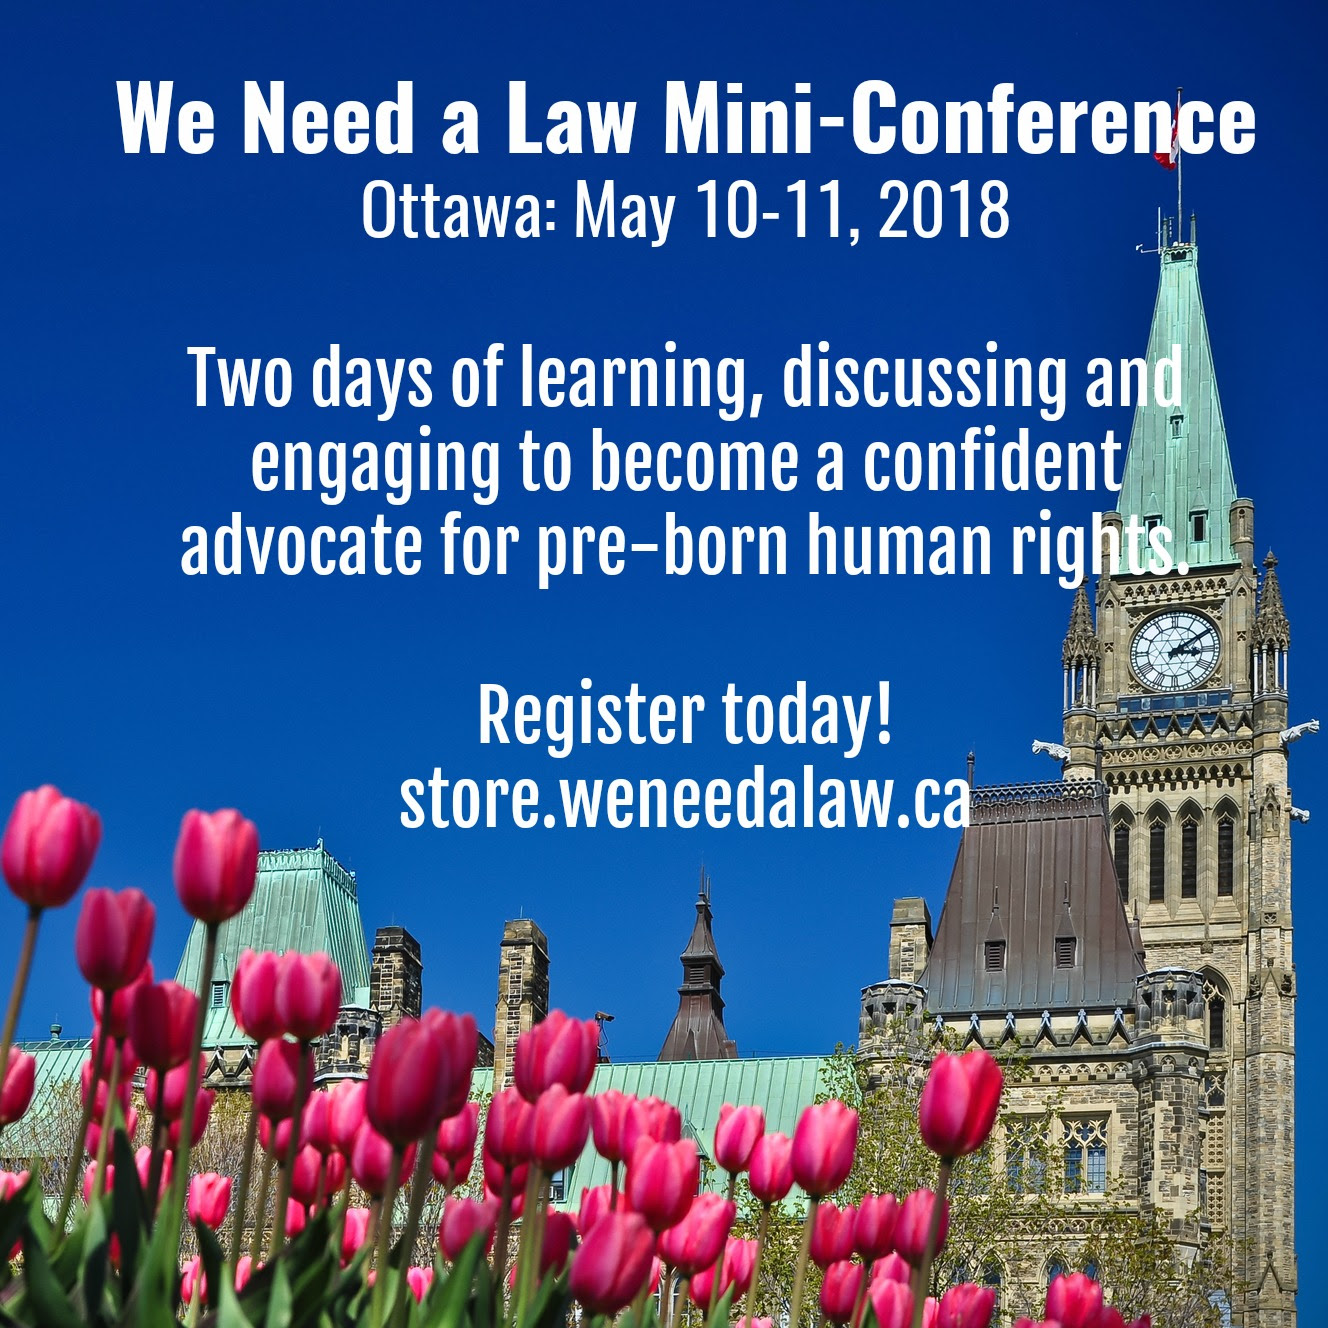 We Need a Law Mini-Conference
Ottawa: May 10-11, 2018
Two days of learning, discussing and
engaging to become a confident
advocate for pre-born human rights.
Register today!
store.weneedalaw.ca